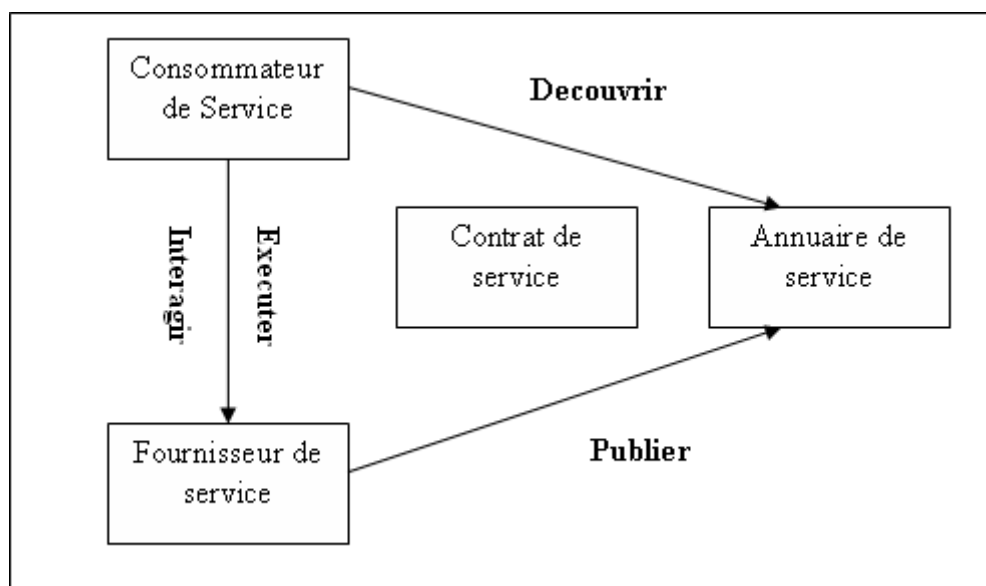 Consommateur
de Service
Decouvrir
Interagir
Executer
Contrat de
service
Annuaire de
service
Fournisseur de
service
Publier